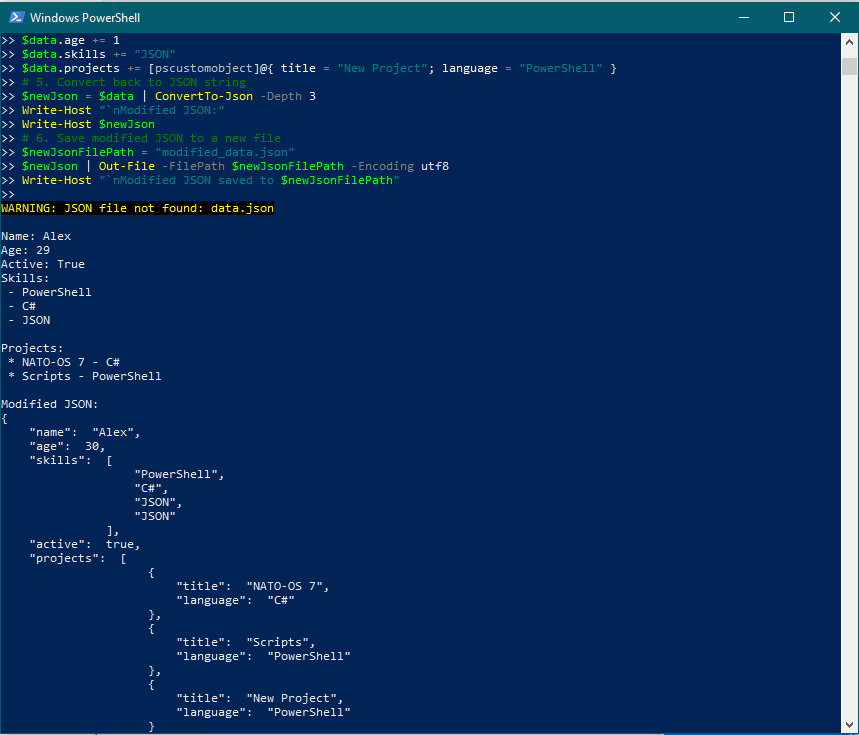 Windows PowerShell
>> $data.age += 1
>> $data.skills += "JSON"
>> $data.projects += [pscustomobject]@{ title = "New Project"; language = "PowerShell" }
>> # 5. Convert back to JSON string
>> $newJson = $data | ConvertTo-Json -Depth 3
>> Write-Host "`nModified JSON:"
>> Write-Host $newJson
>> # 6. Save modified JSON to a new file
>> $newJsonFilePath = "modified_data.json"
>> $newJson | Out-File -FilePath $newJsonFilePath -Encoding utf8
>> Write-Host "`nModified JSON saved to $newJsonFilePath"
>>
WARNING: JSON file not found: data.json
Name: Alex
Age: 29
Active: True
Skills:
 - PowerShell
 - C#
 - JSON
Projects:
 * NATO-OS 7 - C#
 * Scripts - PowerShell
Modified JSON:
{
    "name":  "Alex",
    "age":  30,
    "skills":  [
                   "PowerShell",
                   "C#",
                   "JSON",
                   "JSON"
               ],
    "active":  true,
    "projects":  [
                     {
                         "title":  "NATO-OS 7",
                         "language":  "C#"
                     },
                     {
                         "title":  "Scripts",
                         "language":  "PowerShell"
                     },
                     {
                         "title":  "New Project",
                         "language":  "PowerShell"
                     }